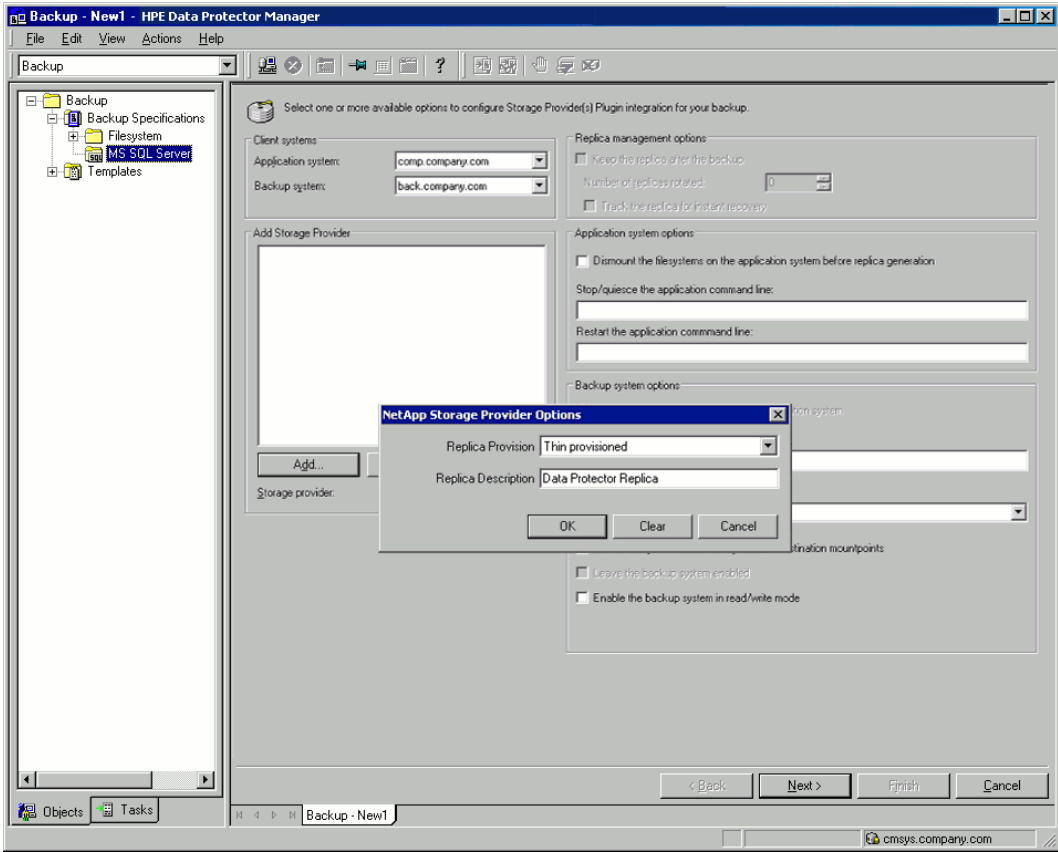 Backup - New1 - HPE Data Protector Manager
File Edit View Actions Help
Backup
Backup
Backup Specifications
Filesystem
MS SQL Server
Templates
Select one or more available options to configure Storage Provider(s) Plugin integration for your backup.
Client systems
Application system: comp.company.com
Backup system: back.company.com
Replica management options
Keep the replica after the backup
Number of replicas rotated: 0
Track the replica for instant recovery
Add Storage Provider
Add...
Storage provider:
Application system options
Dismount the filesystems on the application system before replica generation
Stop/quiesce the application command line:
Restart the application commmand line:
Backup system options
system
NetApp Storage Provider Options
Replica Provision Thin provisioned
Replica Description Data Protector Replica
OK Clear Cancel
mountpoints
Leave the backup system enabled
Enable the backup system in read/write mode
< Back Next > Finish Cancel
Objects Tasks
Backup - New1
cmsys.company.com